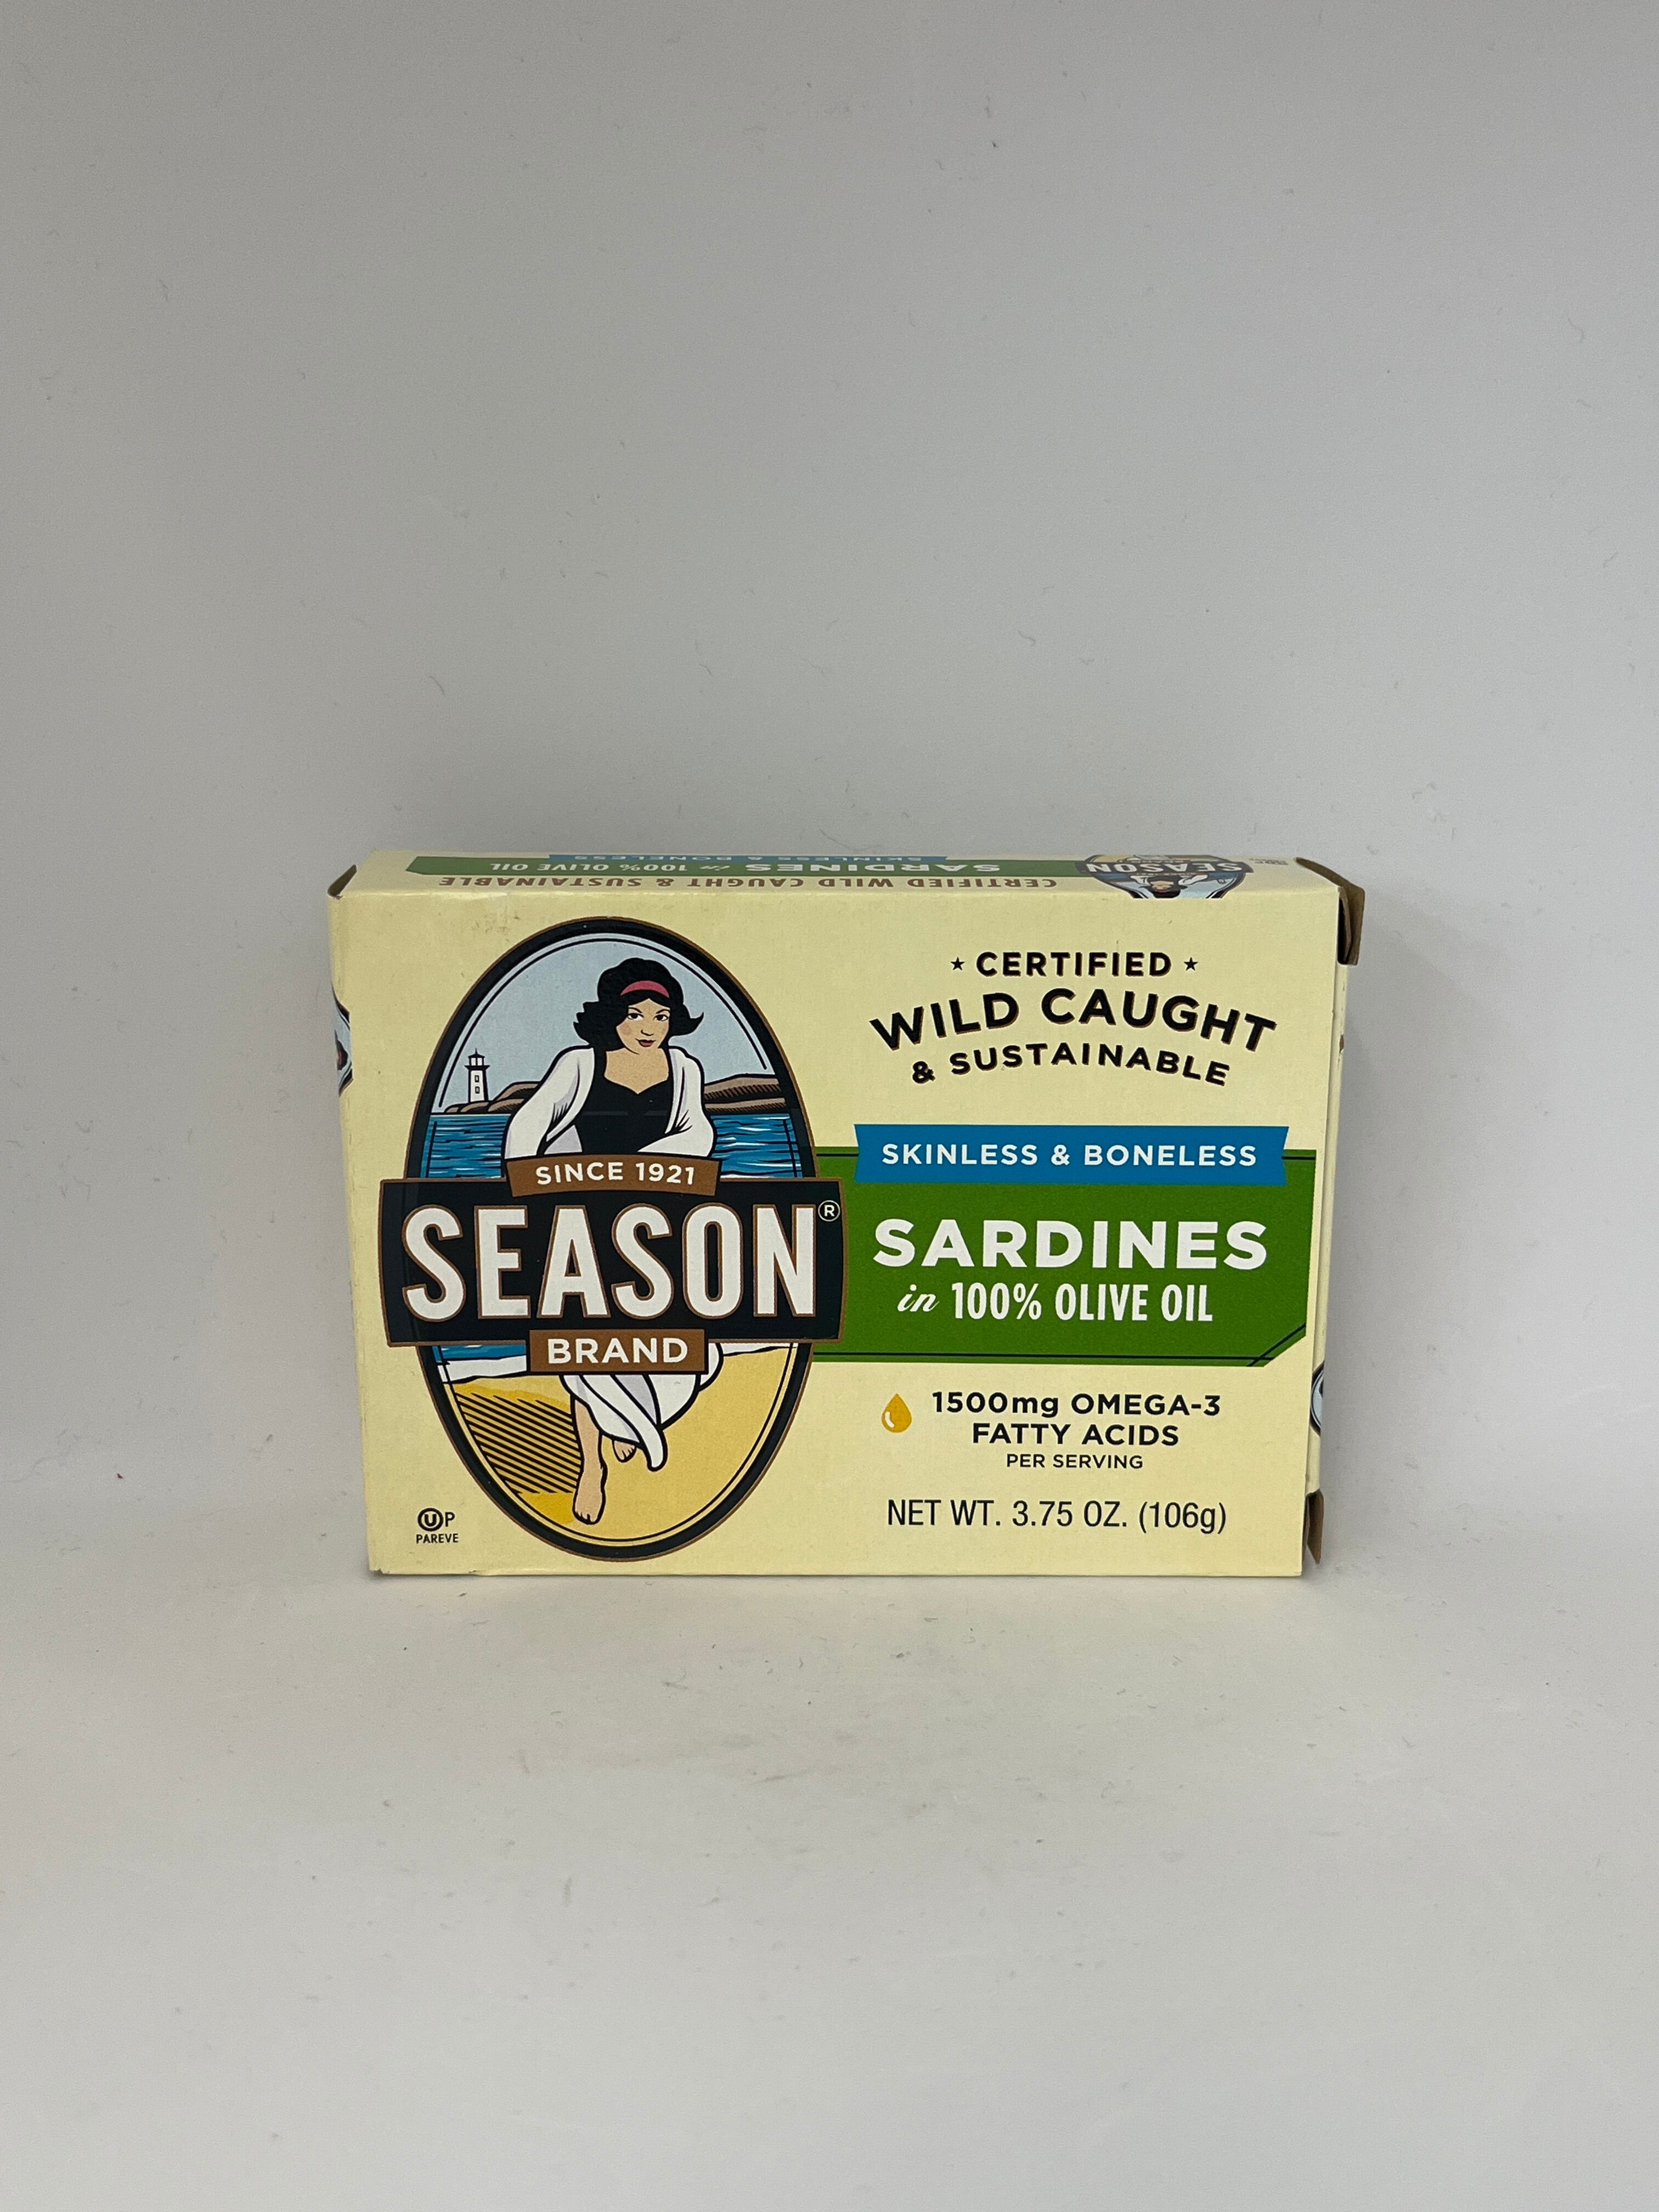 SKINLESS & BONELESS
SARDINES in 100% OLIVE OIL
CERTIFIED WILD CAUGHT & SUSTAINABLE
SEASON
CERTIFIED
WILD CAUGHT
& SUSTAINABLE
SINCE 1921
SEASON®
BRAND
SKINLESS & BONELESS
SARDINES
in 100% OLIVE OIL
1500mg OMEGA-3
FATTY ACIDS
PER SERVING
NET WT. 3.75 OZ. (106g)
UP
PAREVE